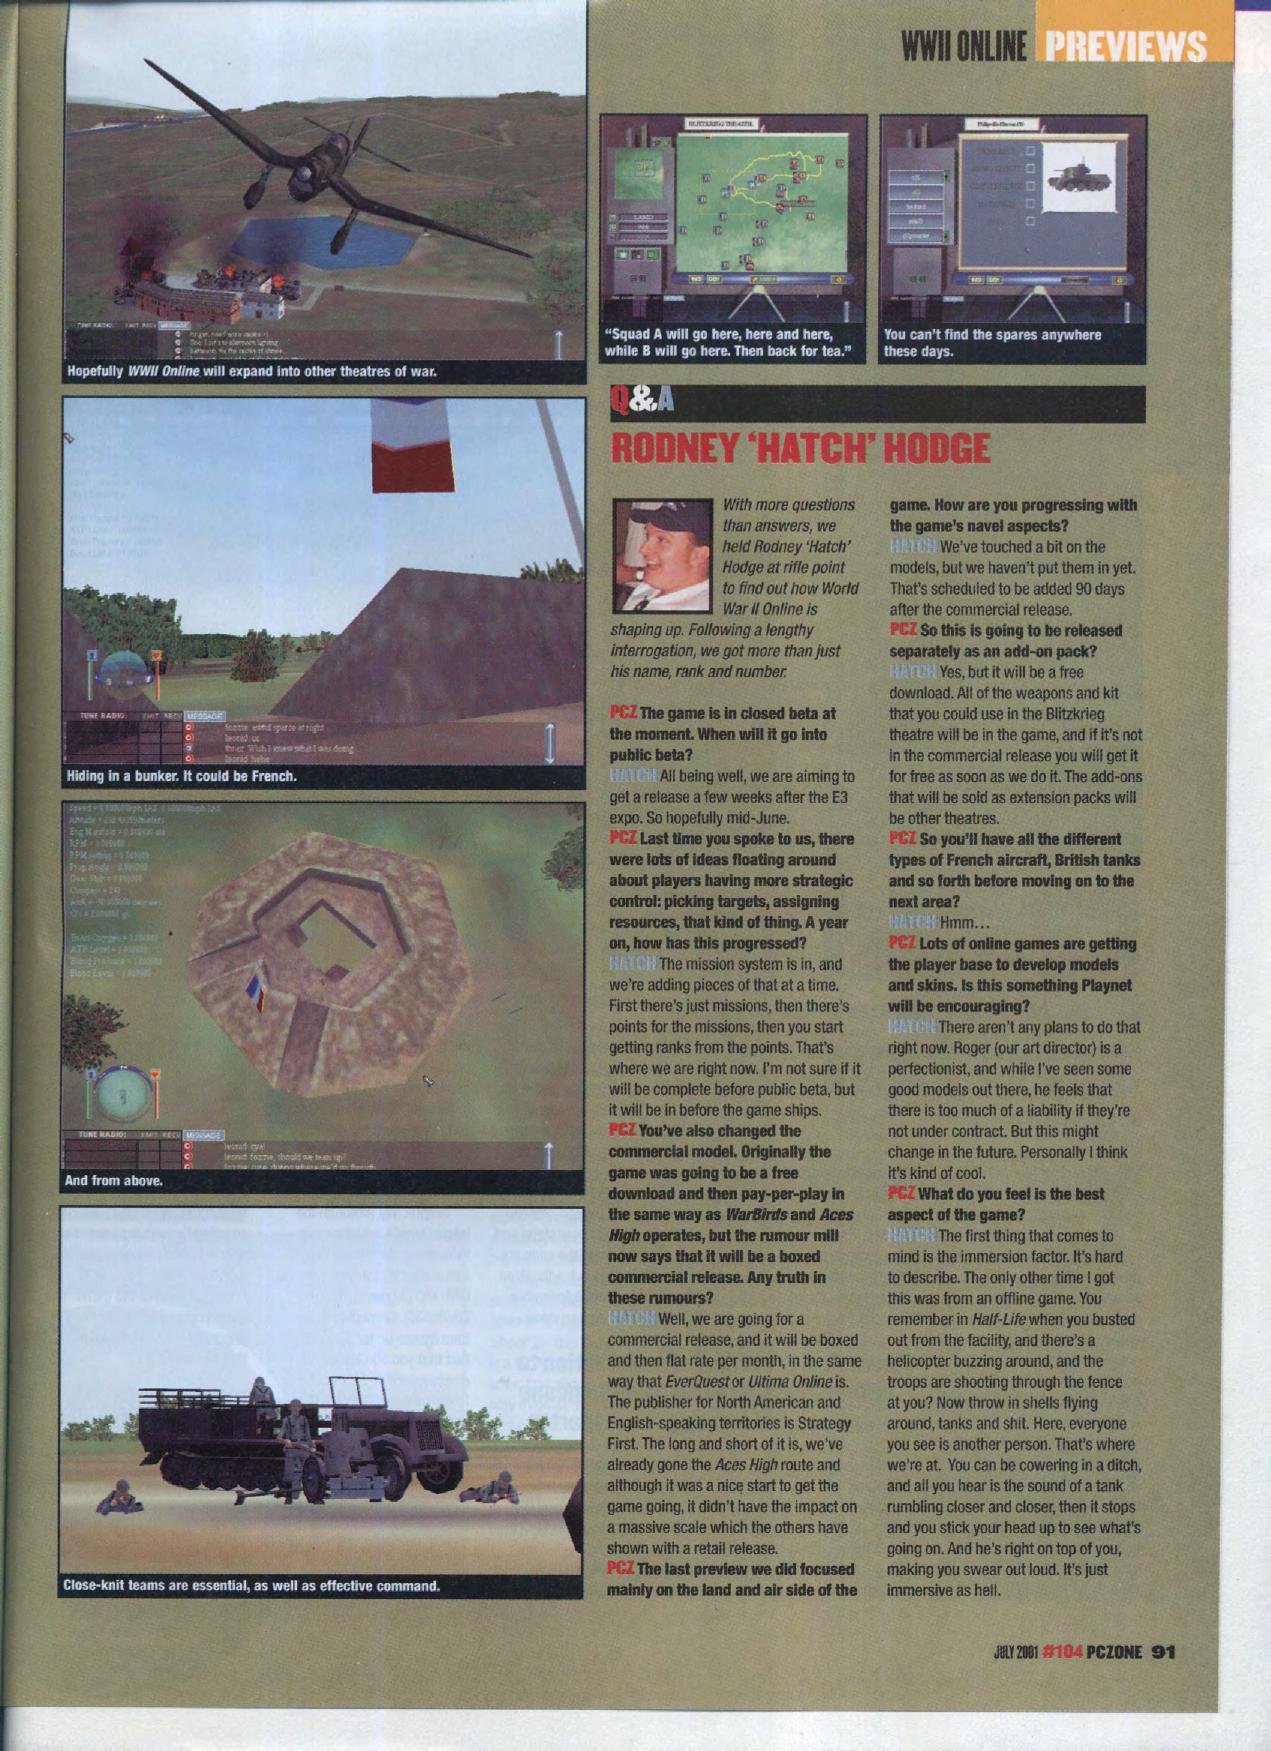 WWII ONLINE PREVIEWS
Hopefully WWII Online will expand into other theatres of war.
"Squad A will go here, here and here,
while B will go here. Then back for tea."
You can't find the spares anywhere
these days.
TUNE RADIO: XMIT RECV MESSAGE
Hiding in a bunker. It could be French.
TUNE RADIO: XMIT RECV MESSAGE
And from above.
Close-knit teams are essential, as well as effective command.
Q&A
RODNEY 'HATCH' HODGE
With more questions
than answers, we
held Rodney 'Hatch'
Hodge at rifle point
to find out how World
War II Online is
shaping up. Following a lengthy
interrogation, we got more than just
his name, rank and number.
PCZ The game is in closed beta at
the moment. When will it go into
public beta?
HATCH All being well, we are aiming to
get a release a few weeks after the E3
expo. So hopefully mid-June.
PCZ Last time you spoke to us, there
were lots of ideas floating around
about players having more strategic
control: picking targets, assigning
resources, that kind of thing. A year
on, how has this progressed?
HATCH The mission system is in, and
we're adding pieces of that at a time.
First there's just missions, then there's
points for the missions, then you start
getting ranks from the points. That's
where we are right now. I'm not sure if it
will be complete before public beta, but
it will be in before the game ships.
PCZ You've also changed the
commercial model. Originally the
game was going to be a free
download and then pay-per-play in
the same way as WarBirds and Aces
High operates, but the rumour mill
now says that it will be a boxed
commercial release. Any truth in
these rumours?
HATCH Well, we are going for a
commercial release, and it will be boxed
and then flat rate per month, in the same
way that EverQuest or Ultima Online is.
The publisher for North American and
English-speaking territories is Strategy
First. The long and short of it is, we've
already gone the Aces High route and
although it was a nice start to get the
game going, it didn't have the impact on
a massive scale which the others have
shown with a retail release.
PCZ The last preview we did focused
mainly on the land and air side of the
game. How are you progressing with
the game's navel aspects?
HATCH We've touched a bit on the
models, but we haven't put them in yet.
That's scheduled to be added 90 days
after the commercial release.
PCZ So this is going to be released
separately as an add-on pack?
HATCH Yes, but it will be a free
download. All of the weapons and kit
that you could use in the Blitzkrieg
theatre will be in the game, and if it's not
in the commercial release you will get it
for free as soon as we do it. The add-ons
that will be sold as extension packs will
be other theatres.
PCZ So you'll have all the different
types of French aircraft, British tanks
and so forth before moving on to the
next area?
HATCH Hmm...
PCZ Lots of online games are getting
the player base to develop models
and skins. Is this something Playnet
will be encouraging?
HATCH There aren't any plans to do that
right now. Roger (our art director) is a
perfectionist, and while I've seen some
good models out there, he feels that
there is too much of a liability if they're
not under contract. But this might
change in the future. Personally I think
it's kind of cool.
PCZ What do you feel is the best
aspect of the game?
HATCH The first thing that comes to
mind is the immersion factor. It's hard
to describe. The only other time I got
this was from an offline game. You
remember in Half-Life when you busted
out from the facility, and there's a
helicopter buzzing around, and the
troops are shooting through the fence
at you? Now throw in shells flying
around, tanks and shit. Here, everyone
you see is another person. That's where
we're at. You can be cowering in a ditch,
and all you hear is the sound of a tank
rumbling closer and closer, then it stops
and you stick your head up to see what's
going on. And he's right on top of you,
making you swear out loud. It's just
immersive as hell.
JULY 2001 #104 PCZONE 91